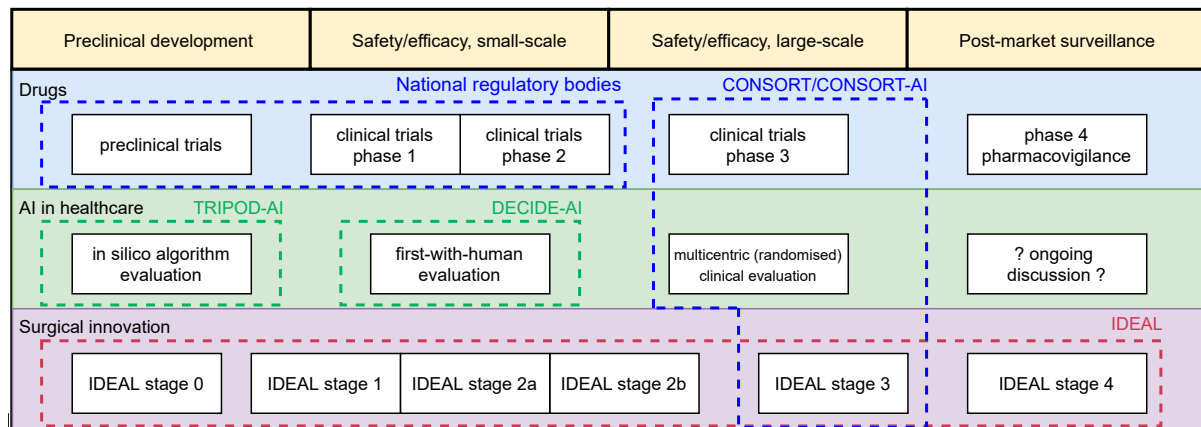 Preclinical development
Safety/efficacy, small-scale
Safety/efficacy, large-scale
Post-market surveillance
Drugs
National regulatory bodies
CONSORT/CONSORT-AI
preclinical trials
clinical trials
phase 1
clinical trials
phase 2
clinical trials
phase 3
phase 4
pharmacovigilance
AI in healthcare
TRIPOD-AI
DECIDE-AI
in silico algorithm
evaluation
first-with-human
evaluation
multicentric (randomised)
clinical evaluation
? ongoing
discussion ?
Surgical innovation
IDEAL
IDEAL stage 0
IDEAL stage 1
IDEAL stage 2a
IDEAL stage 2b
IDEAL stage 3
IDEAL stage 4